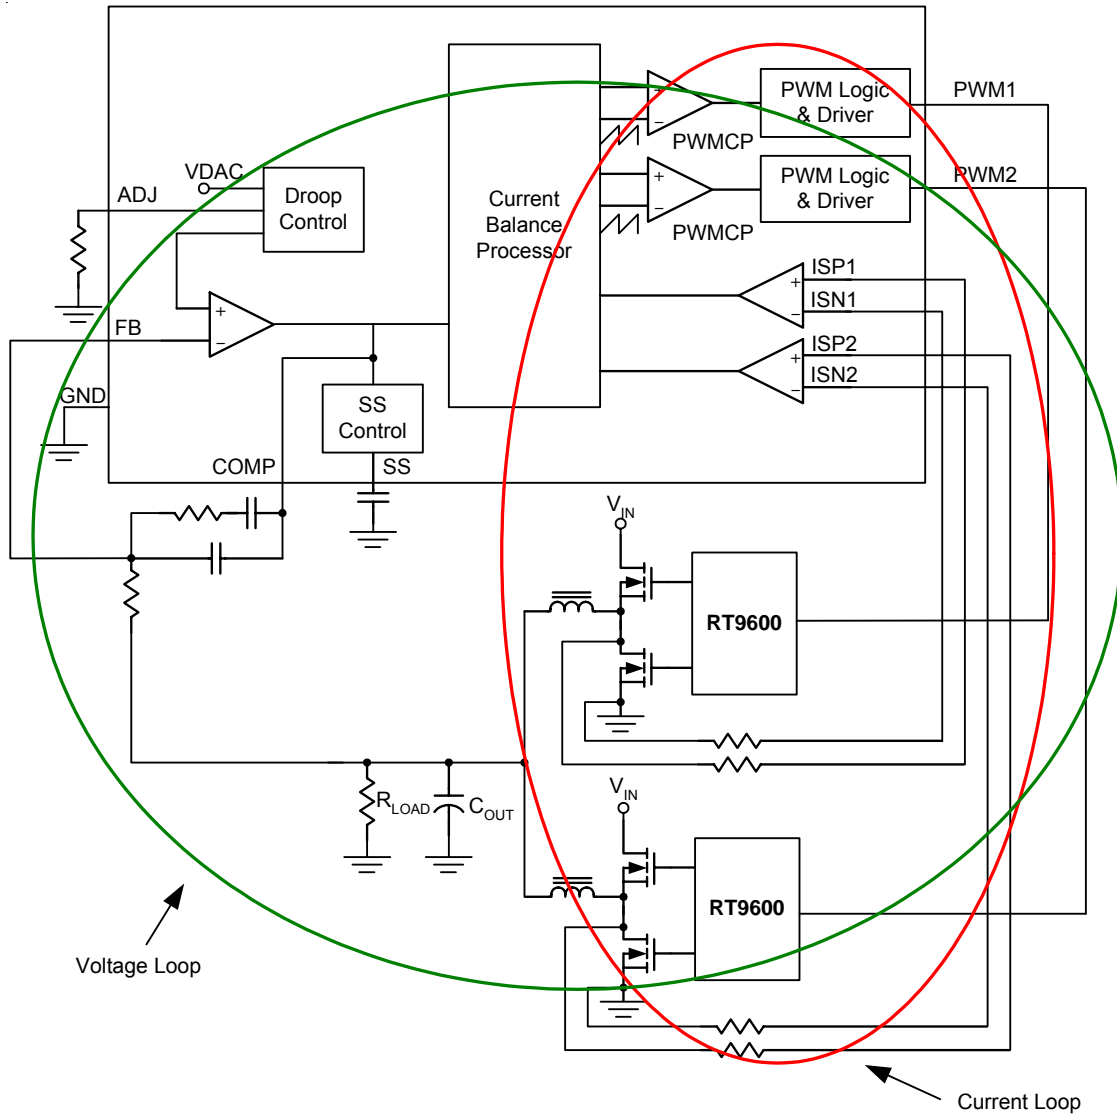 PWM Logic
& Driver
PWM1
PWMCP
VDAC
ADJ
Droop
Control
PWM Logic
& Driver
PWM2
PWMCP
Current
Balance
Processor
+
−
+
−
+
−
ISP1
ISN1
+
−
ISP2
ISN2
+
−
FB
GND
SS
Control
COMP
SS
VIN
RT9600
RLOAD
COUT
VIN
RT9600
Voltage Loop
Current Loop